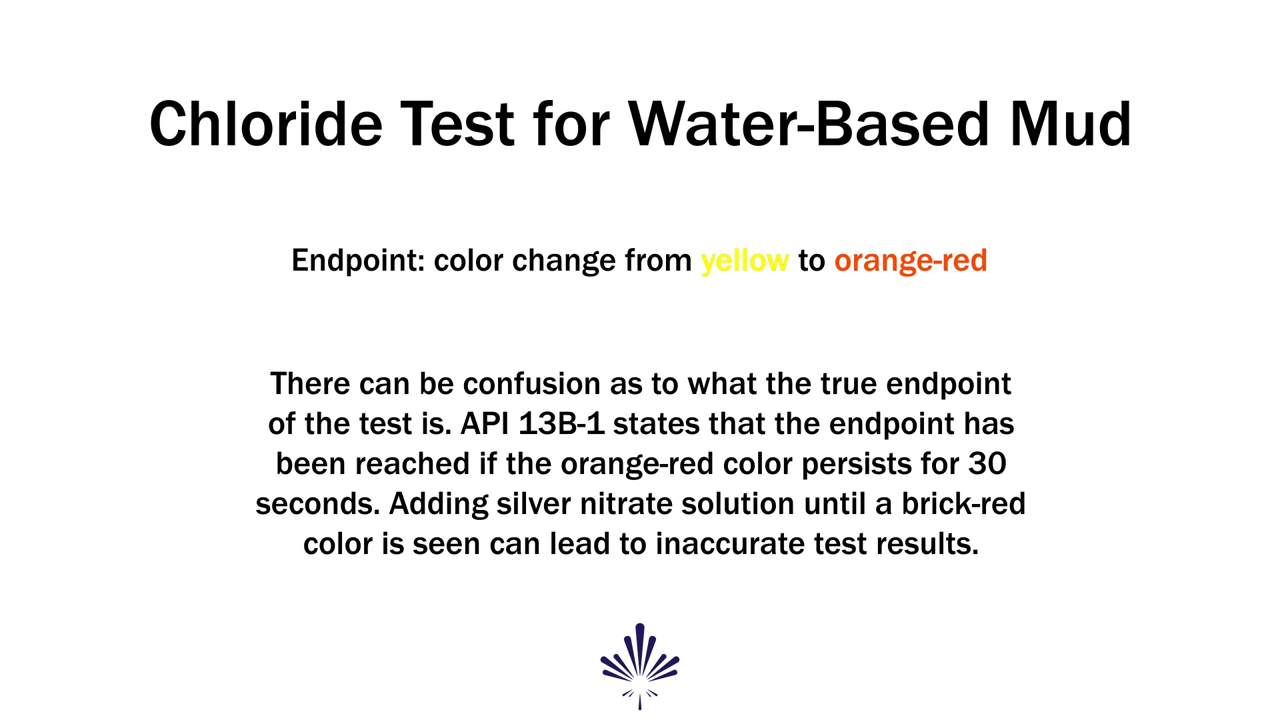 Chloride Test for Water-Based Mud
Endpoint: color change from yellow to orange-red
There can be confusion as to what the true endpoint
of the test is. API 13B-1 states that the endpoint has
been reached if the orange-red color persists for 30
seconds. Adding silver nitrate solution until a brick-red
color is seen can lead to inaccurate test results.